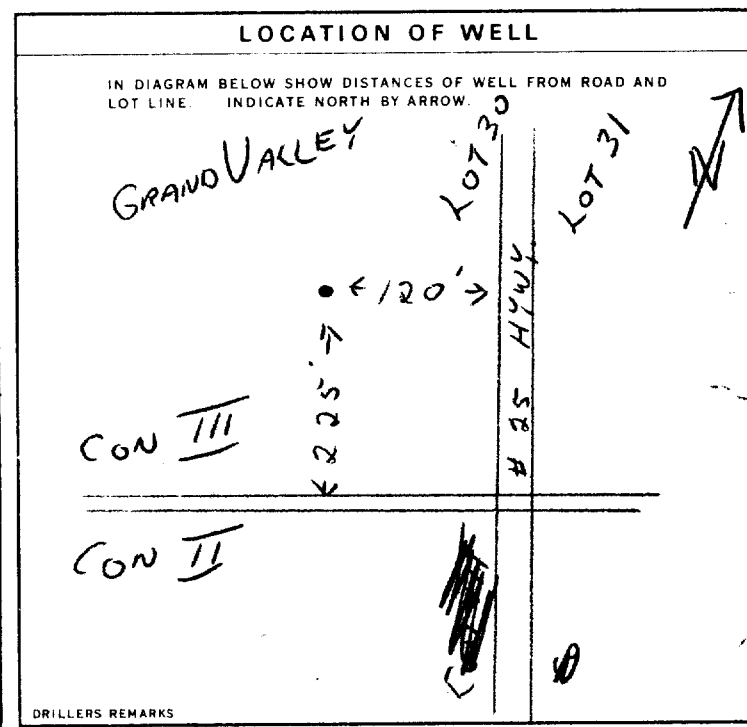 LOCATION OF WELL
IN DIAGRAM BELOW SHOW DISTANCES OF WELL FROM ROAD AND
LOT LINE. INDICATE NORTH BY ARROW.
GRAND VALLEY
LOT 30
LOT 31
N
120'
# 25 HYWY.
225'
CON III
CON II
DRILLERS REMARKS